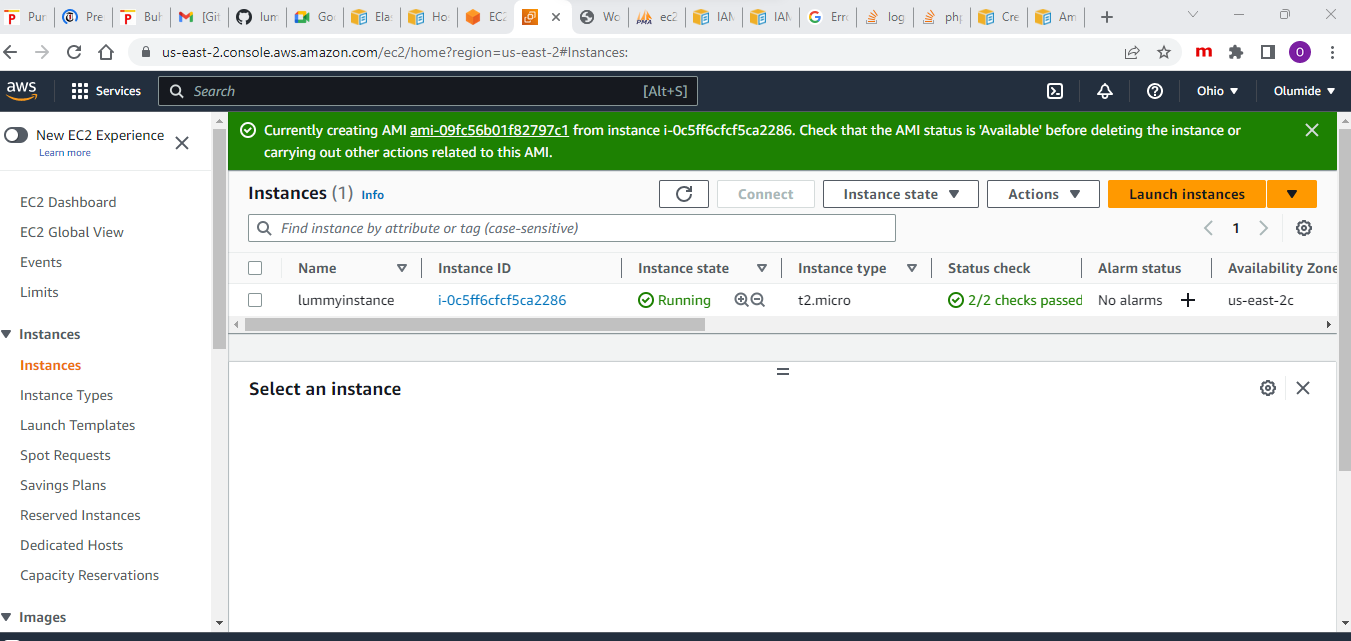 Pur
Pre
Buh
[Git
lum
Go
Ela
Ho
EC2
Wo
ec2
IAM
IAM
Erro
log
php
Cre
Am
us-east-2.console.aws.amazon.com/ec2/home?region=us-east-2#Instances:
m
O
aws
Services
Search
[Alt+S]
Ohio
Olumide
New EC2 Experience
Learn more
Currently creating AMI ami-09fc56b01f82797c1 from instance i-0c5ff6cfcf5ca2286. Check that the AMI status is 'Available' before deleting the instance or
carrying out other actions related to this AMI.
EC2 Dashboard
EC2 Global View
Events
Limits
Instances
Instances
Instance Types
Launch Templates
Spot Requests
Savings Plans
Reserved Instances
Dedicated Hosts
Capacity Reservations
Images
Instances (1) Info
Connect
Instance state
Actions
Launch instances
Find instance by attribute or tag (case-sensitive)
1
Name Instance ID Instance state Instance type Status check Alarm status Availability Zone
lummyinstance i-0c5ff6cfcf5ca2286 Running t2.micro 2/2 checks passed No alarms us-east-2c
Select an instance